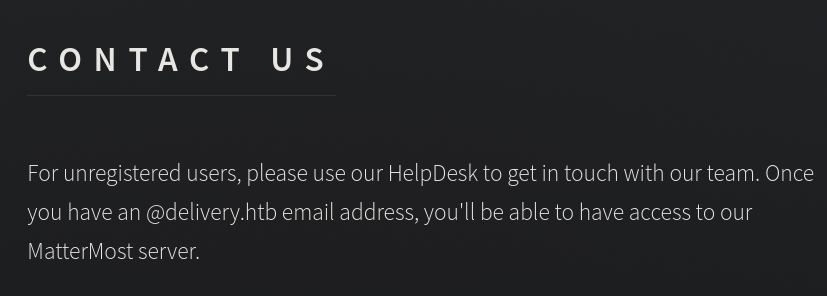 CONTACT US
For unregistered users, please use our HelpDesk to get in touch with our team. Once
you have an @delivery.htb email address, you'll be able to have access to our
MatterMost server.